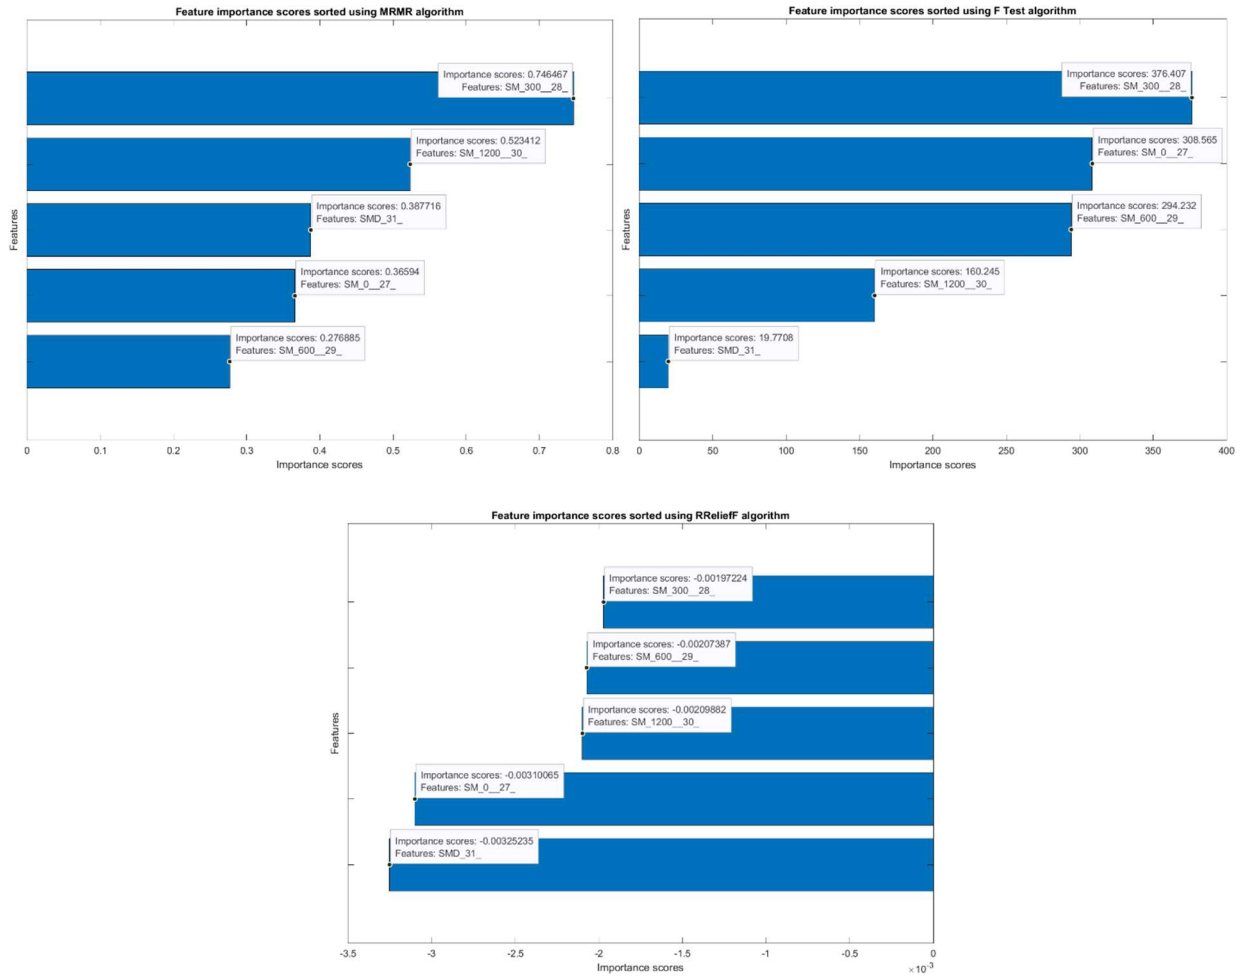 Feature importance scores sorted using MRMR algorithm
Importance scores: 0.746467
Features: SM_300__28_
Importance scores: 0.523412
Features: SM_1200__30_
Importance scores: 0.387716
Features: SMD_31_
Importance scores: 0.36594
Features: SM_0__27_
Importance scores: 0.276885
Features: SM_600__29_
Features
0 0.1 0.2 0.3 0.4 0.5 0.6 0.7 0.8
Importance scores
Feature importance scores sorted using F Test algorithm
Importance scores: 376.407
Features: SM_300__28_
Importance scores: 308.565
Features: SM_0__27_
Importance scores: 294.232
Features: SM_600__29_
Importance scores: 160.245
Features: SM_1200__30_
Importance scores: 19.7708
Features: SMD_31_
Features
0 50 100 150 200 250 300 350 400
Importance scores
Feature importance scores sorted using RReliefF algorithm
Importance scores: -0.00197224
Features: SM_300__28_
Importance scores: -0.00207387
Features: SM_600__29_
Importance scores: -0.00209882
Features: SM_1200__30_
Importance scores: -0.00310065
Features: SM_0__27_
Importance scores: -0.00325235
Features: SMD_31_
Features
-3.5 -3 -2.5 -2 -1.5 -1 -0.5 0
Importance scores
×10⁻³